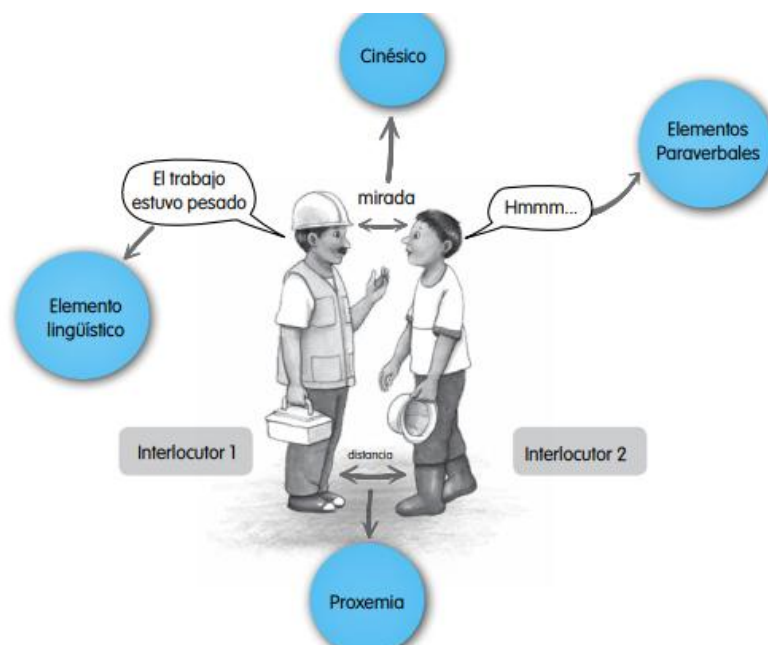 Cinésico
Elementos
Paraverbales
El trabajo
estuvo pesado
mirada
Hmmm...
Elemento
lingüístico
Interlocutor 1
distancia
Interlocutor 2
Proxemia